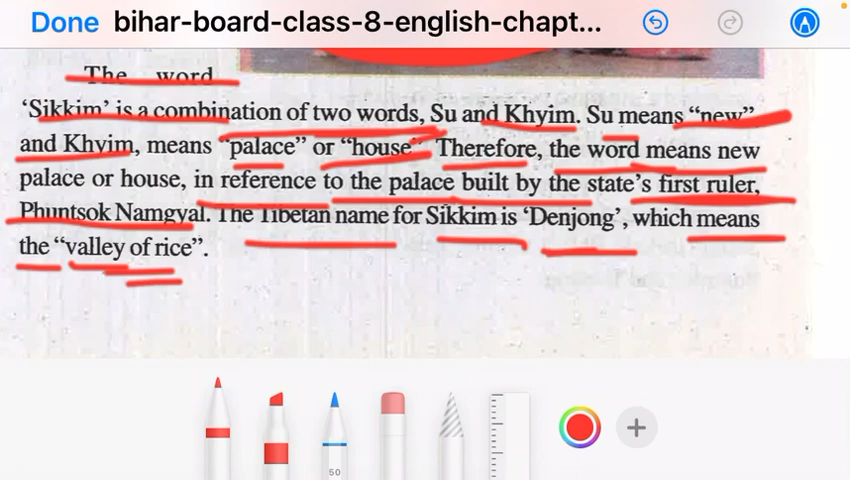 Done bihar-board-class-8-english-chapt...
The word
‘Sikkim’ is a combination of two words, Su and Khyim. Su means “new”
and Khyim, means “palace” or “house” Therefore, the word means new
palace or house, in reference to the palace built by the state’s first ruler,
Phuntsok Namgyal. The Tibetan name for Sikkim is ‘Denjong’, which means
the “valley of rice”.
50